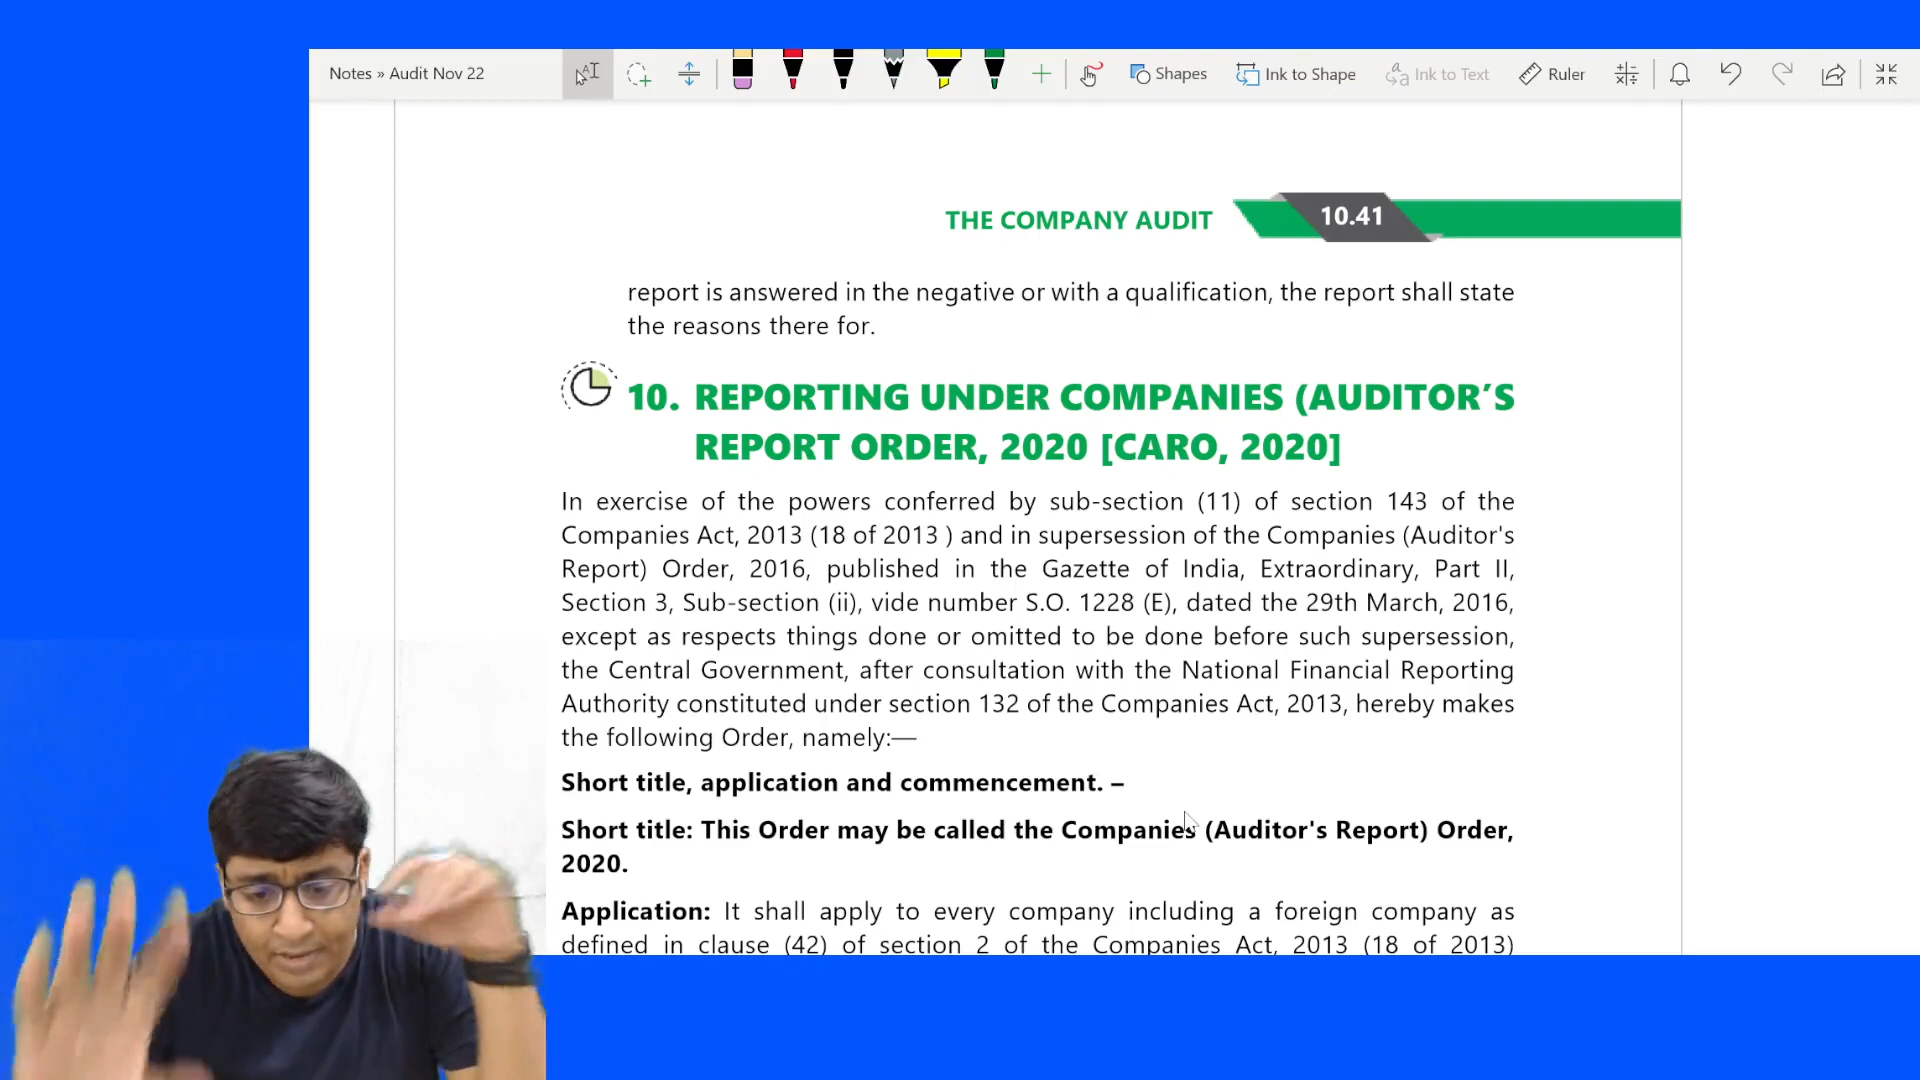 Notes » Audit Nov 22
Shapes
Ink to Shape
Ink to Text
Ruler
THE COMPANY AUDIT
10.41
report is answered in the negative or with a qualification, the report shall state
the reasons there for.
10. REPORTING UNDER COMPANIES (AUDITOR’S
REPORT ORDER, 2020 [CARO, 2020]
In exercise of the powers conferred by sub-section (11) of section 143 of the
Companies Act, 2013 (18 of 2013 ) and in supersession of the Companies (Auditor's
Report) Order, 2016, published in the Gazette of India, Extraordinary, Part II,
Section 3, Sub-section (ii), vide number S.O. 1228 (E), dated the 29th March, 2016,
except as respects things done or omitted to be done before such supersession,
the Central Government, after consultation with the National Financial Reporting
Authority constituted under section 132 of the Companies Act, 2013, hereby makes
the following Order, namely:—
Short title, application and commencement. –
Short title: This Order may be called the Companies (Auditor's Report) Order,
2020.
Application: It shall apply to every company including a foreign company as
defined in clause (42) of section 2 of the Companies Act, 2013 (18 of 2013)